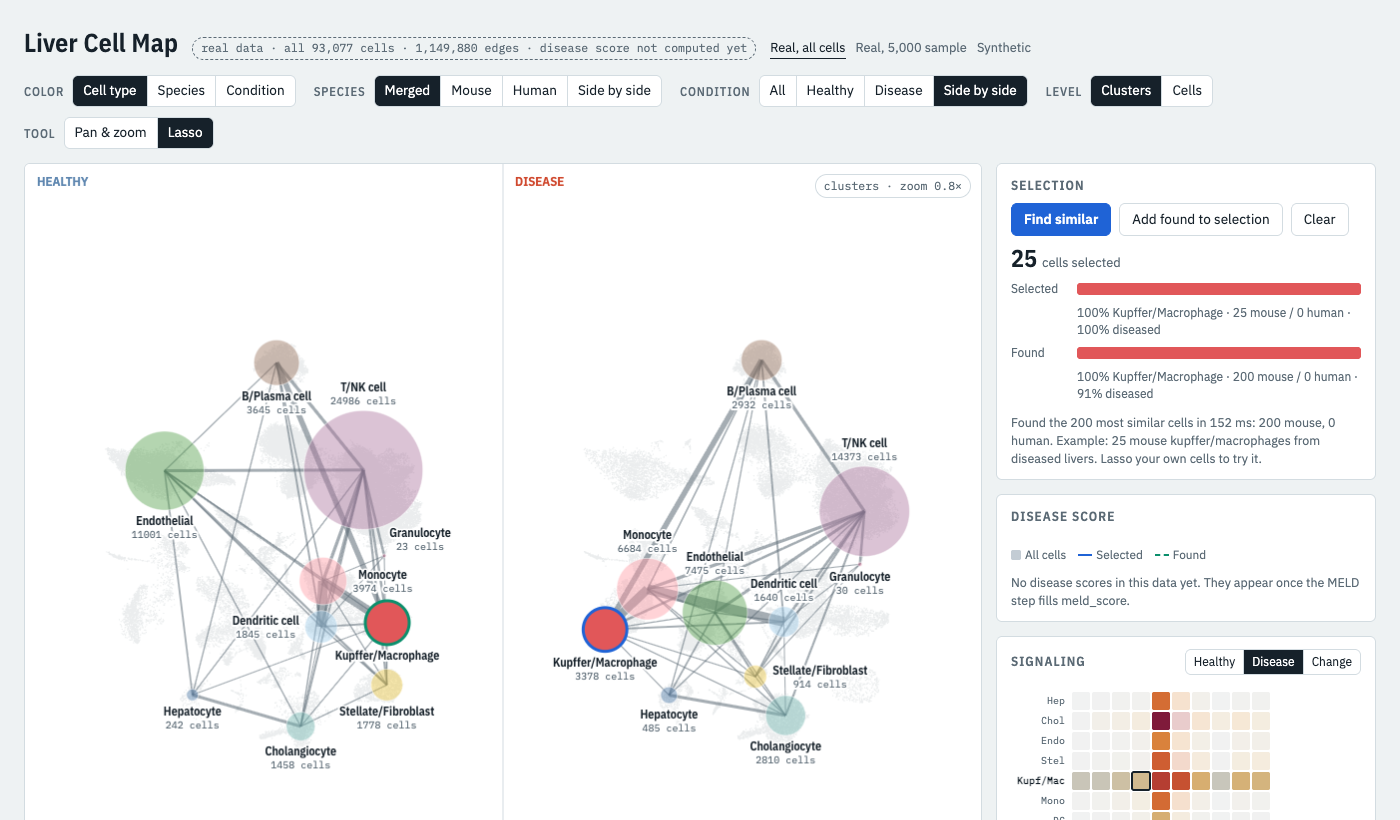 Liver Cell Map
real data · all 93,077 cells · 1,149,880 edges · disease score not computed yet
Real, all cells Real, 5,000 sample Synthetic
COLOR Cell type Species Condition
SPECIES Merged Mouse Human Side by side
CONDITION All Healthy Disease Side by side
LEVEL Clusters Cells
TOOL Pan & zoom Lasso
HEALTHY
B/Plasma cell
3645 cells
T/NK cell
24986 cells
Endothelial
11001 cells
Granulocyte
23 cells
Monocyte
3974 cells
Dendritic cell
1845 cells
Kupffer/Macrophage
Hepatocyte
242 cells
Stellate/Fibroblast
1778 cells
Cholangiocyte
1458 cells
DISEASE
clusters · zoom 0.8×
B/Plasma cell
2932 cells
T/NK cell
14373 cells
Monocyte
6684 cells
Endothelial
7475 cells
Dendritic cell
1640 cells
Granulocyte
30 cells
Kupffer/Macrophage
3378 cells
Stellate/Fibroblast
914 cells
Hepatocyte
485 cells
Cholangiocyte
2810 cells
SELECTION
Find similar Add found to selection Clear
25 cells selected
Selected
100% Kupffer/Macrophage · 25 mouse / 0 human ·
100% diseased
Found
100% Kupffer/Macrophage · 200 mouse / 0 human ·
91% diseased
Found the 200 most similar cells in 152 ms: 200 mouse, 0
human. Example: 25 mouse kupffer/macrophages from
diseased livers. Lasso your own cells to try it.
DISEASE SCORE
All cells Selected Found
No disease scores in this data yet. They appear once the MELD
step fills meld_score.
SIGNALING Healthy Disease Change
Hep
Chol
Endo
Stel
Kupf/Mac
Mono